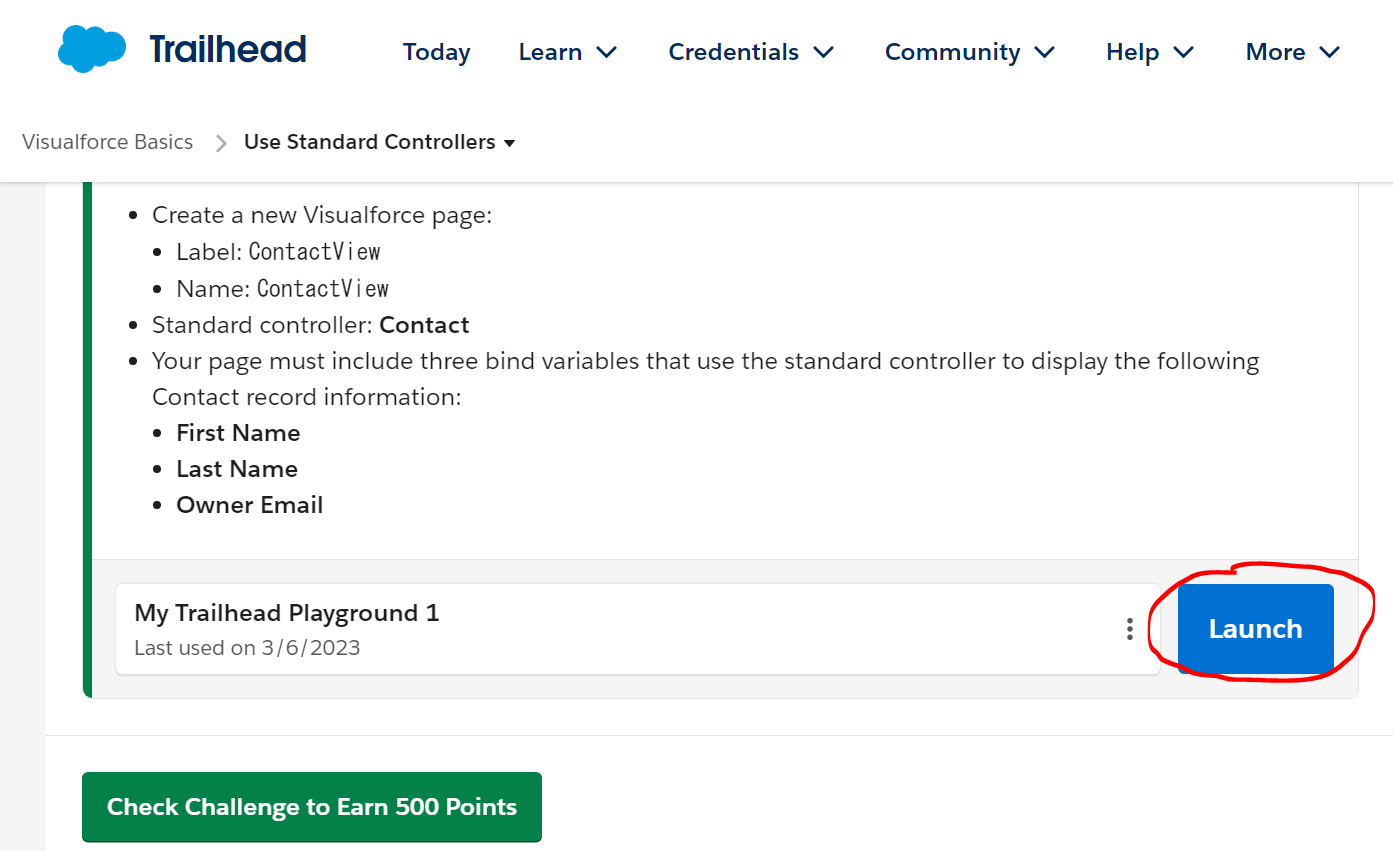 Trailhead Today Learn Credentials Community Help More
Visualforce Basics Use Standard Controllers
Create a new Visualforce page:
Label: ContactView
Name: ContactView
Standard controller: Contact
Your page must include three bind variables that use the standard controller to display the following
Contact record information:
First Name
Last Name
Owner Email
My Trailhead Playground 1
Last used on 3/6/2023
Launch
Check Challenge to Earn 500 Points